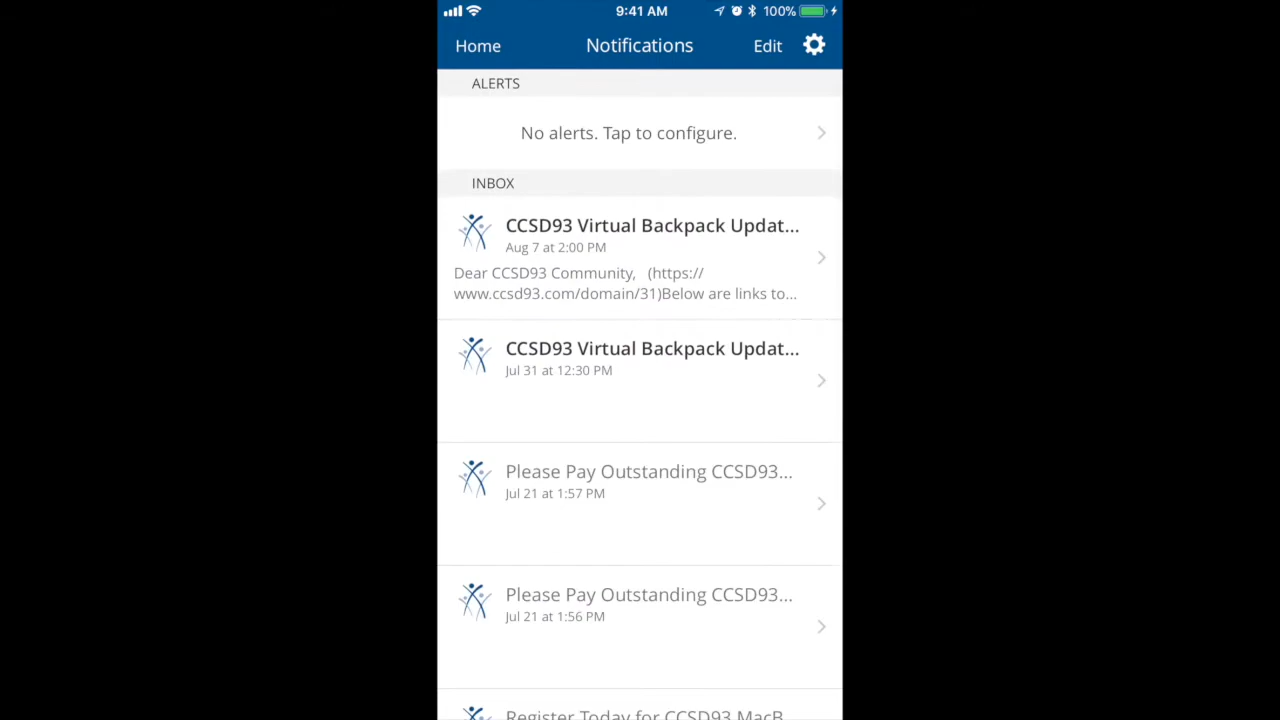 9:41 AM
100%
Home
Notifications
Edit
ALERTS
No alerts. Tap to configure.
INBOX
CCSD93 Virtual Backpack Updat...
Aug 7 at 2:00 PM
Dear CCSD93 Community, (https://
www.ccsd93.com/domain/31)Below are links to...
CCSD93 Virtual Backpack Updat...
Jul 31 at 12:30 PM
Please Pay Outstanding CCSD93...
Jul 21 at 1:57 PM
Please Pay Outstanding CCSD93...
Jul 21 at 1:56 PM
Register Today for CCSD93 MacB...